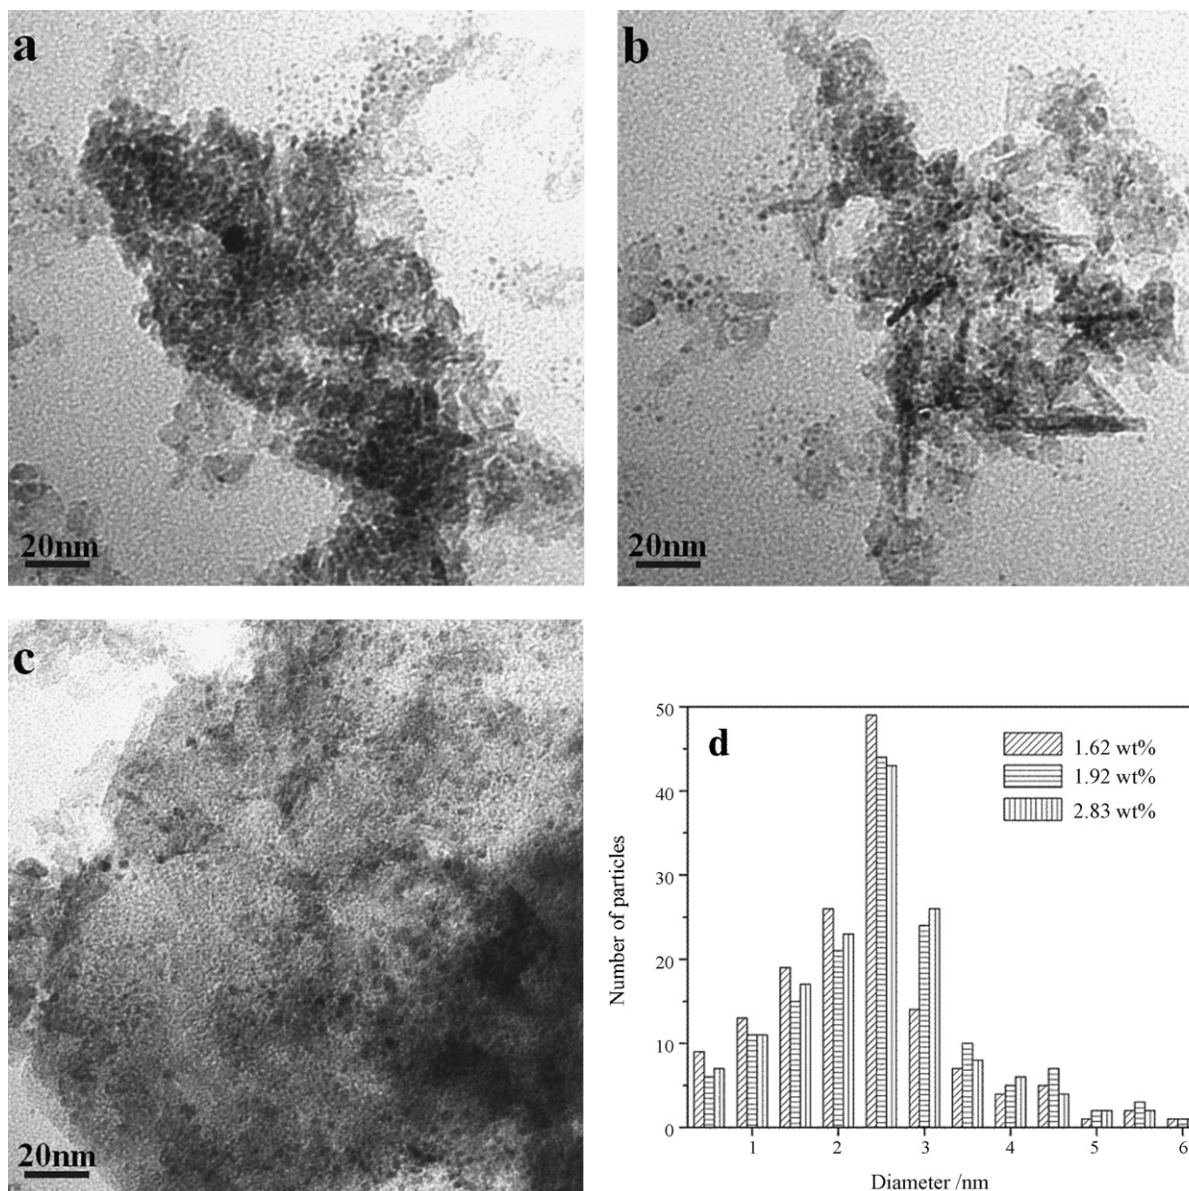 a
b
20nm
20nm
c
20nm
d
1.62 wt%
1.92 wt%
2.83 wt%
Number of particles
50
40
30
20
10
0
1 2 3 4 5 6
Diameter /nm